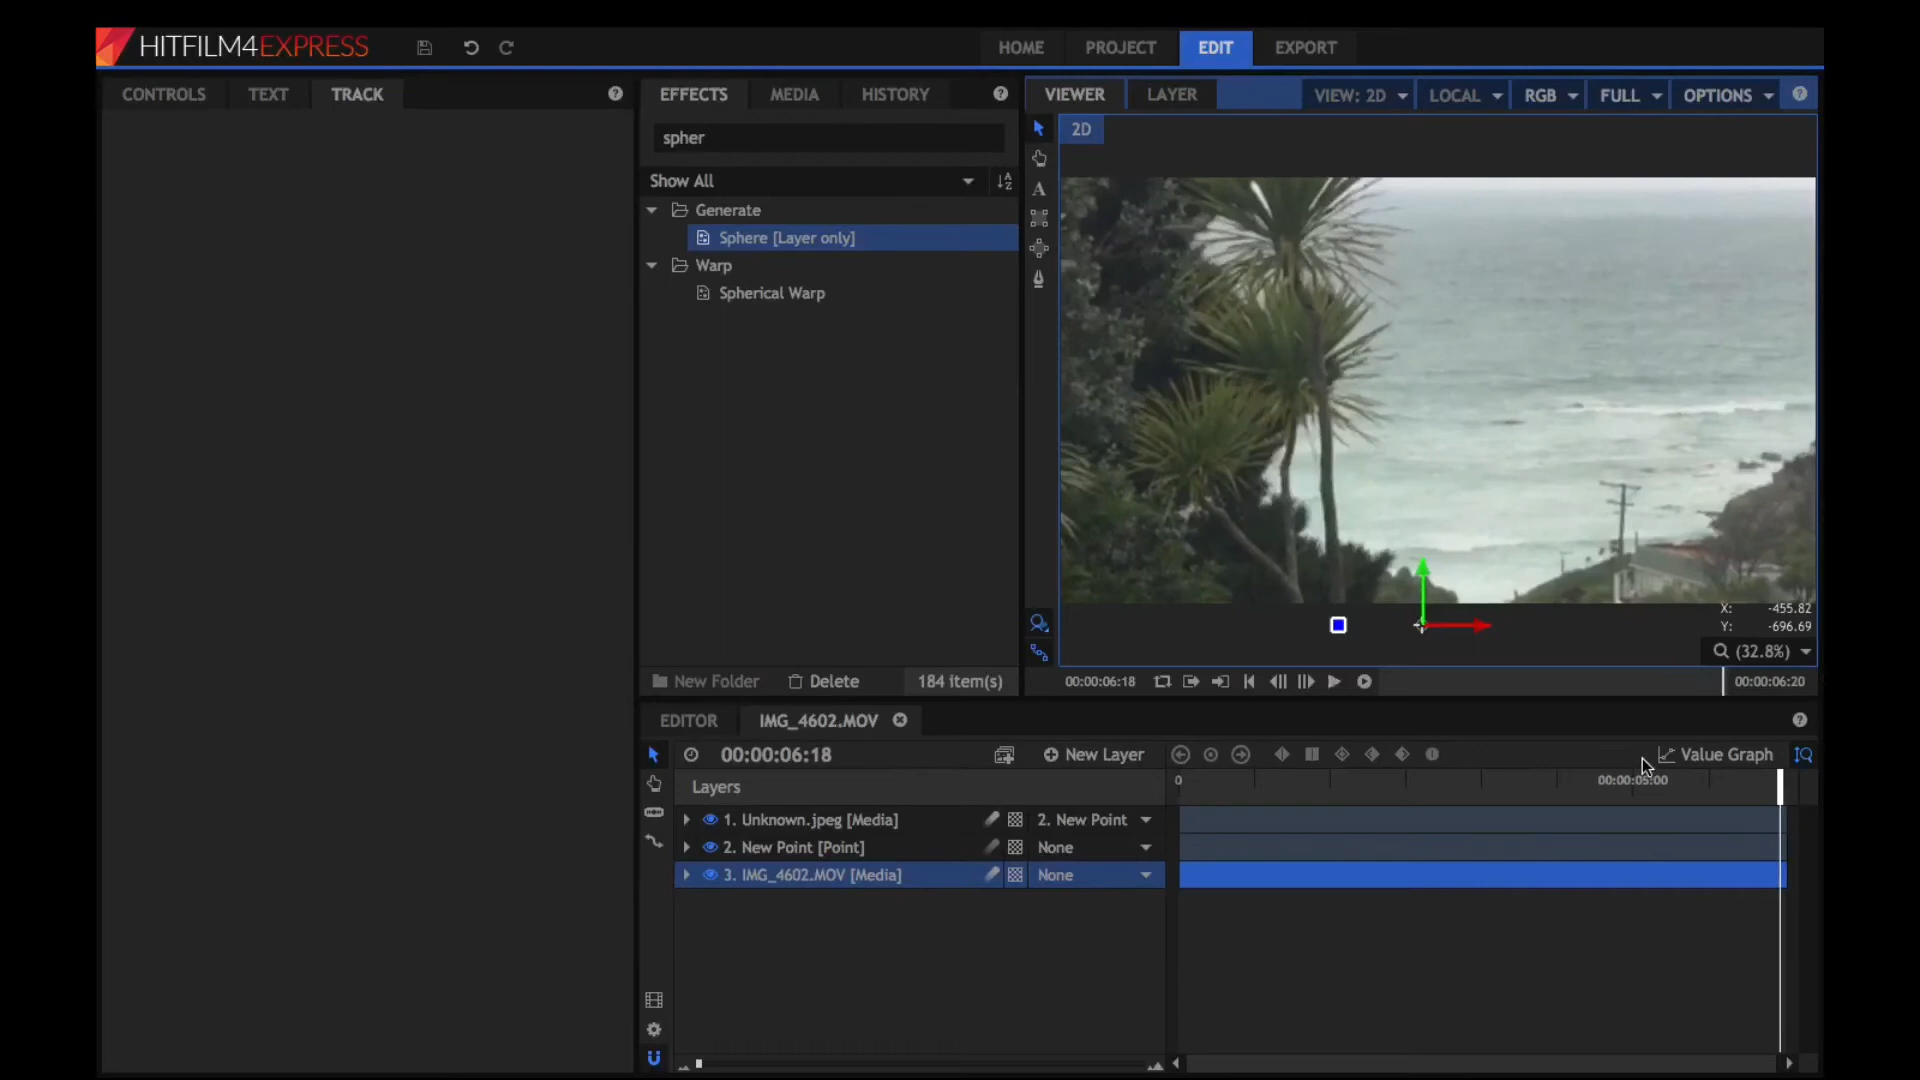 HITFILM4EXPRESS
HOME PROJECT EDIT EXPORT
CONTROLS TEXT TRACK
EFFECTS MEDIA HISTORY
VIEWER LAYER VIEW: 2D LOCAL RGB FULL OPTIONS
spher
2D
A
Show All
Generate
Sphere [Layer only]
Warp
Spherical Warp
X: -455.82
Y: -696.69
(32.8%)
New Folder Delete 184 item(s)
00:00:06:18 00:00:06:20
EDITOR IMG_4602.MOV
00:00:06:18 New Layer Value Graph
Layers 0 00:00:05:00
1. Unknown.jpeg [Media] 2. New Point
2. New Point [Point] None
3. IMG_4602.MOV [Media] None